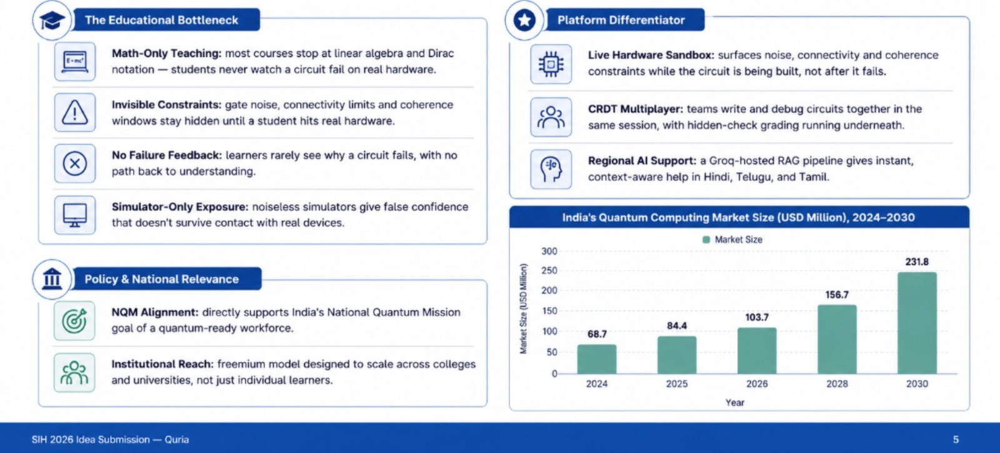 The Educational Bottleneck
E=mc²
Math-Only Teaching: most courses stop at linear algebra and Dirac
notation — students never watch a circuit fail on real hardware.
Invisible Constraints: gate noise, connectivity limits and coherence
windows stay hidden until a student hits real hardware.
No Failure Feedback: learners rarely see why a circuit fails, with no
path back to understanding.
Simulator-Only Exposure: noiseless simulators give false confidence
that doesn't survive contact with real devices.
Policy & National Relevance
NQM Alignment: directly supports India's National Quantum Mission
goal of a quantum-ready workforce.
Institutional Reach: freemium model designed to scale across colleges
and universities, not just individual learners.
Platform Differentiator
Live Hardware Sandbox: surfaces noise, connectivity and coherence
constraints while the circuit is being built, not after it fails.
CRDT Multiplayer: teams write and debug circuits together in the
same session, with hidden-check grading running underneath.
Regional AI Support: a Groq-hosted RAG pipeline gives instant,
context-aware help in Hindi, Telugu, and Tamil.
India's Quantum Computing Market Size (USD Million), 2024–2030
Market Size
Market Size (USD Million)
300
250
200
150
100
50
0
68.7
84.4
103.7
156.7
231.8
2024 2025 2026 2028 2030
Year
SIH 2026 Idea Submission — Quria
5